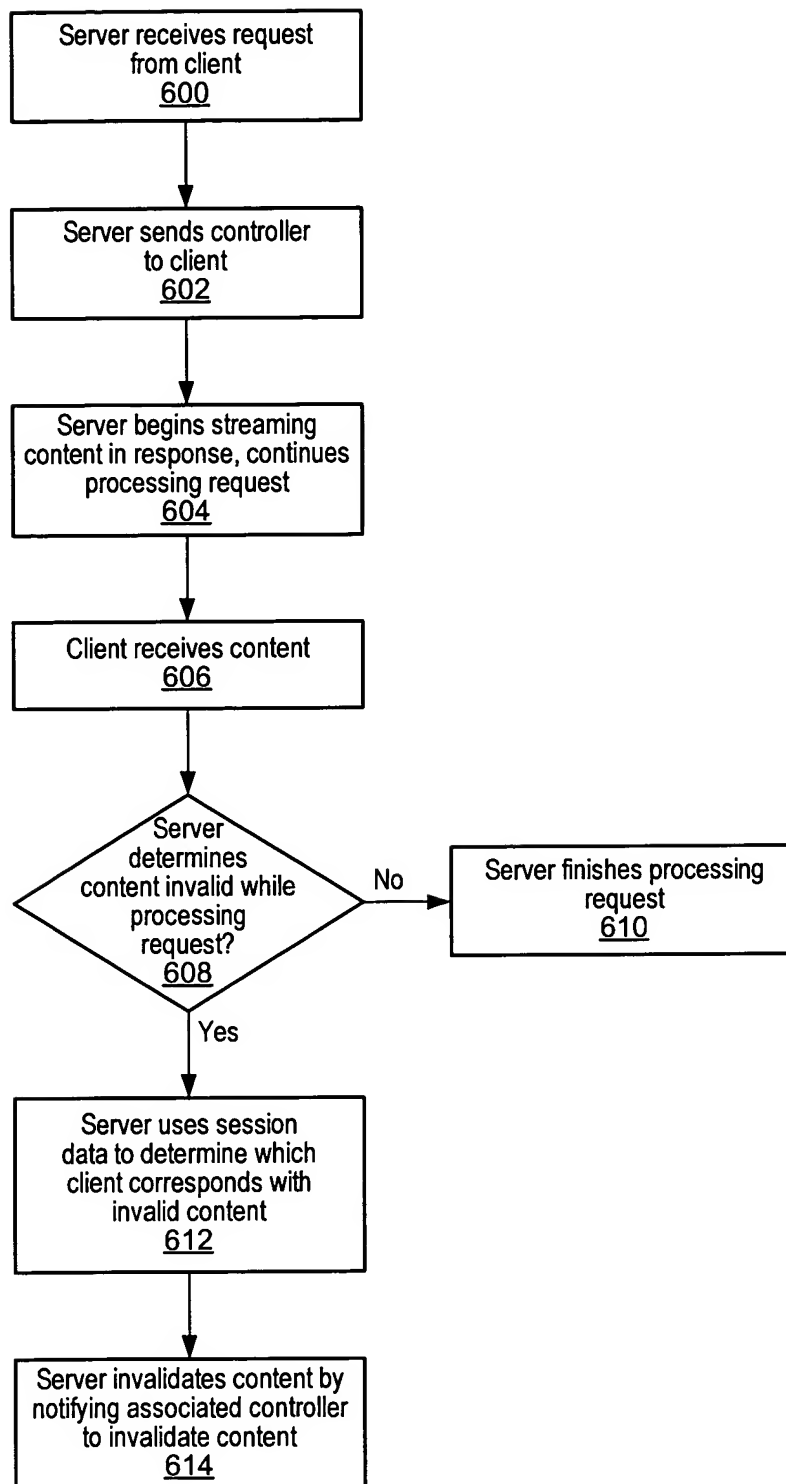 Server receives request
from client
600
Server sends controller
to client
602
Server begins streaming
content in response, continues
processing request
604
Client receives content
606
Server
determines
content invalid while
processing
request?
608
No
Server finishes processing
request
610
Yes
Server uses session
data to determine which
client corresponds with
invalid content
612
Server invalidates content by
notifying associated controller
to invalidate content
614